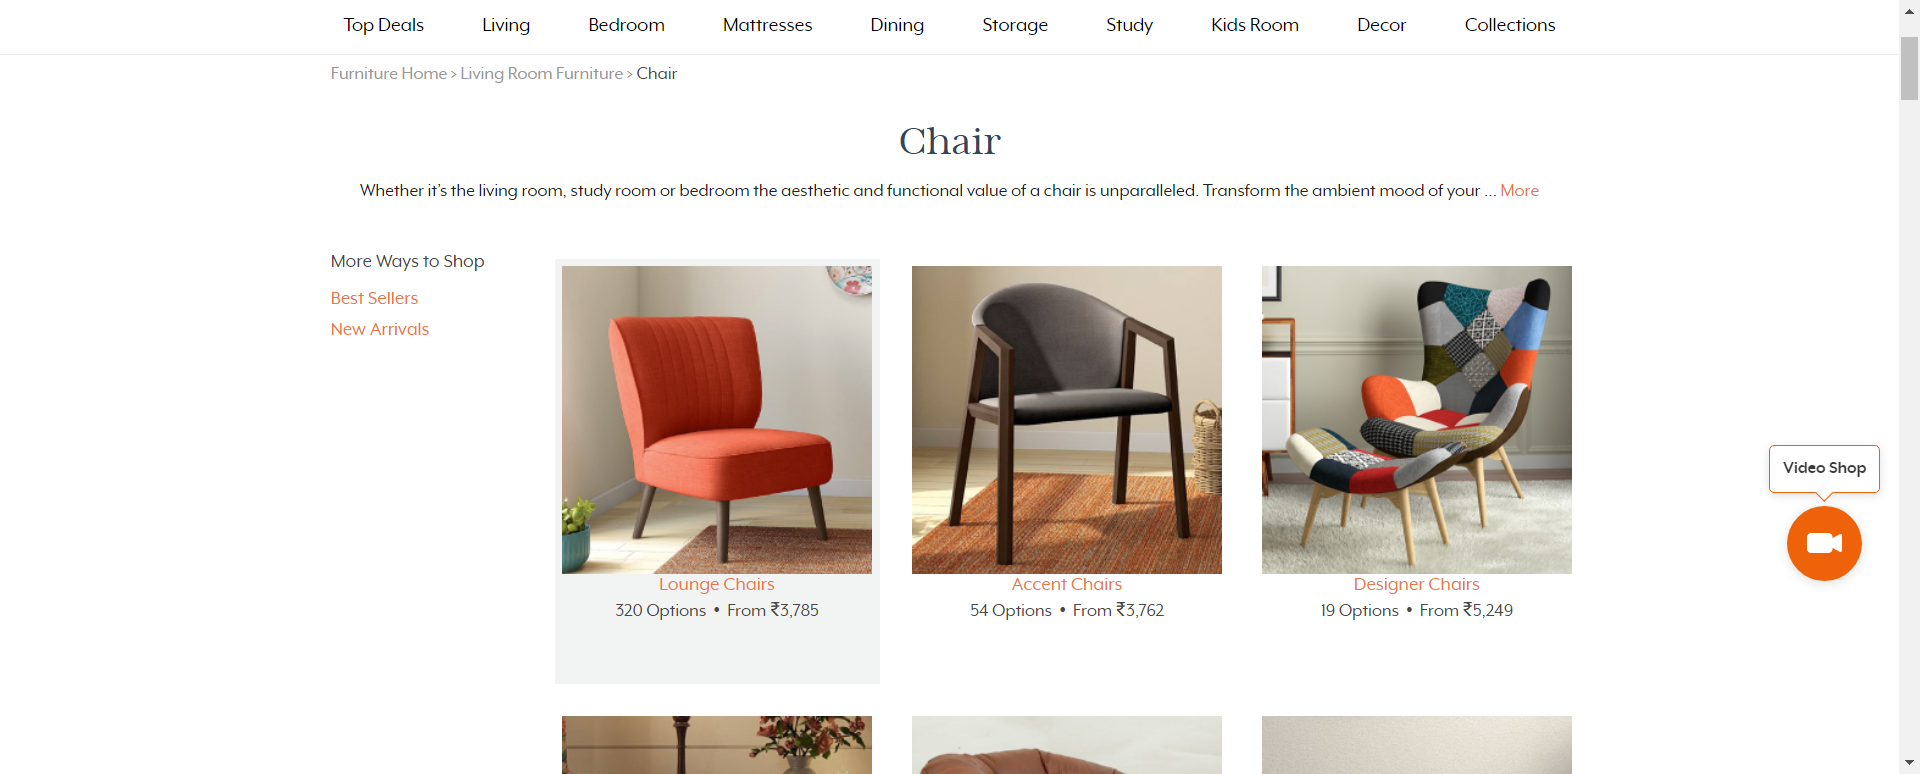 Top Deals Living Bedroom Mattresses Dining Storage Study Kids Room Decor Collections
Furniture Home > Living Room Furniture > Chair
Chair
Whether it's the living room, study room or bedroom the aesthetic and functional value of a chair is unparalleled. Transform the ambient mood of your ... More
More Ways to Shop
Best Sellers
New Arrivals
Lounge Chairs
320 Options • From ₹3,785
Accent Chairs
54 Options • From ₹3,762
Designer Chairs
19 Options • From ₹5,249
Video Shop